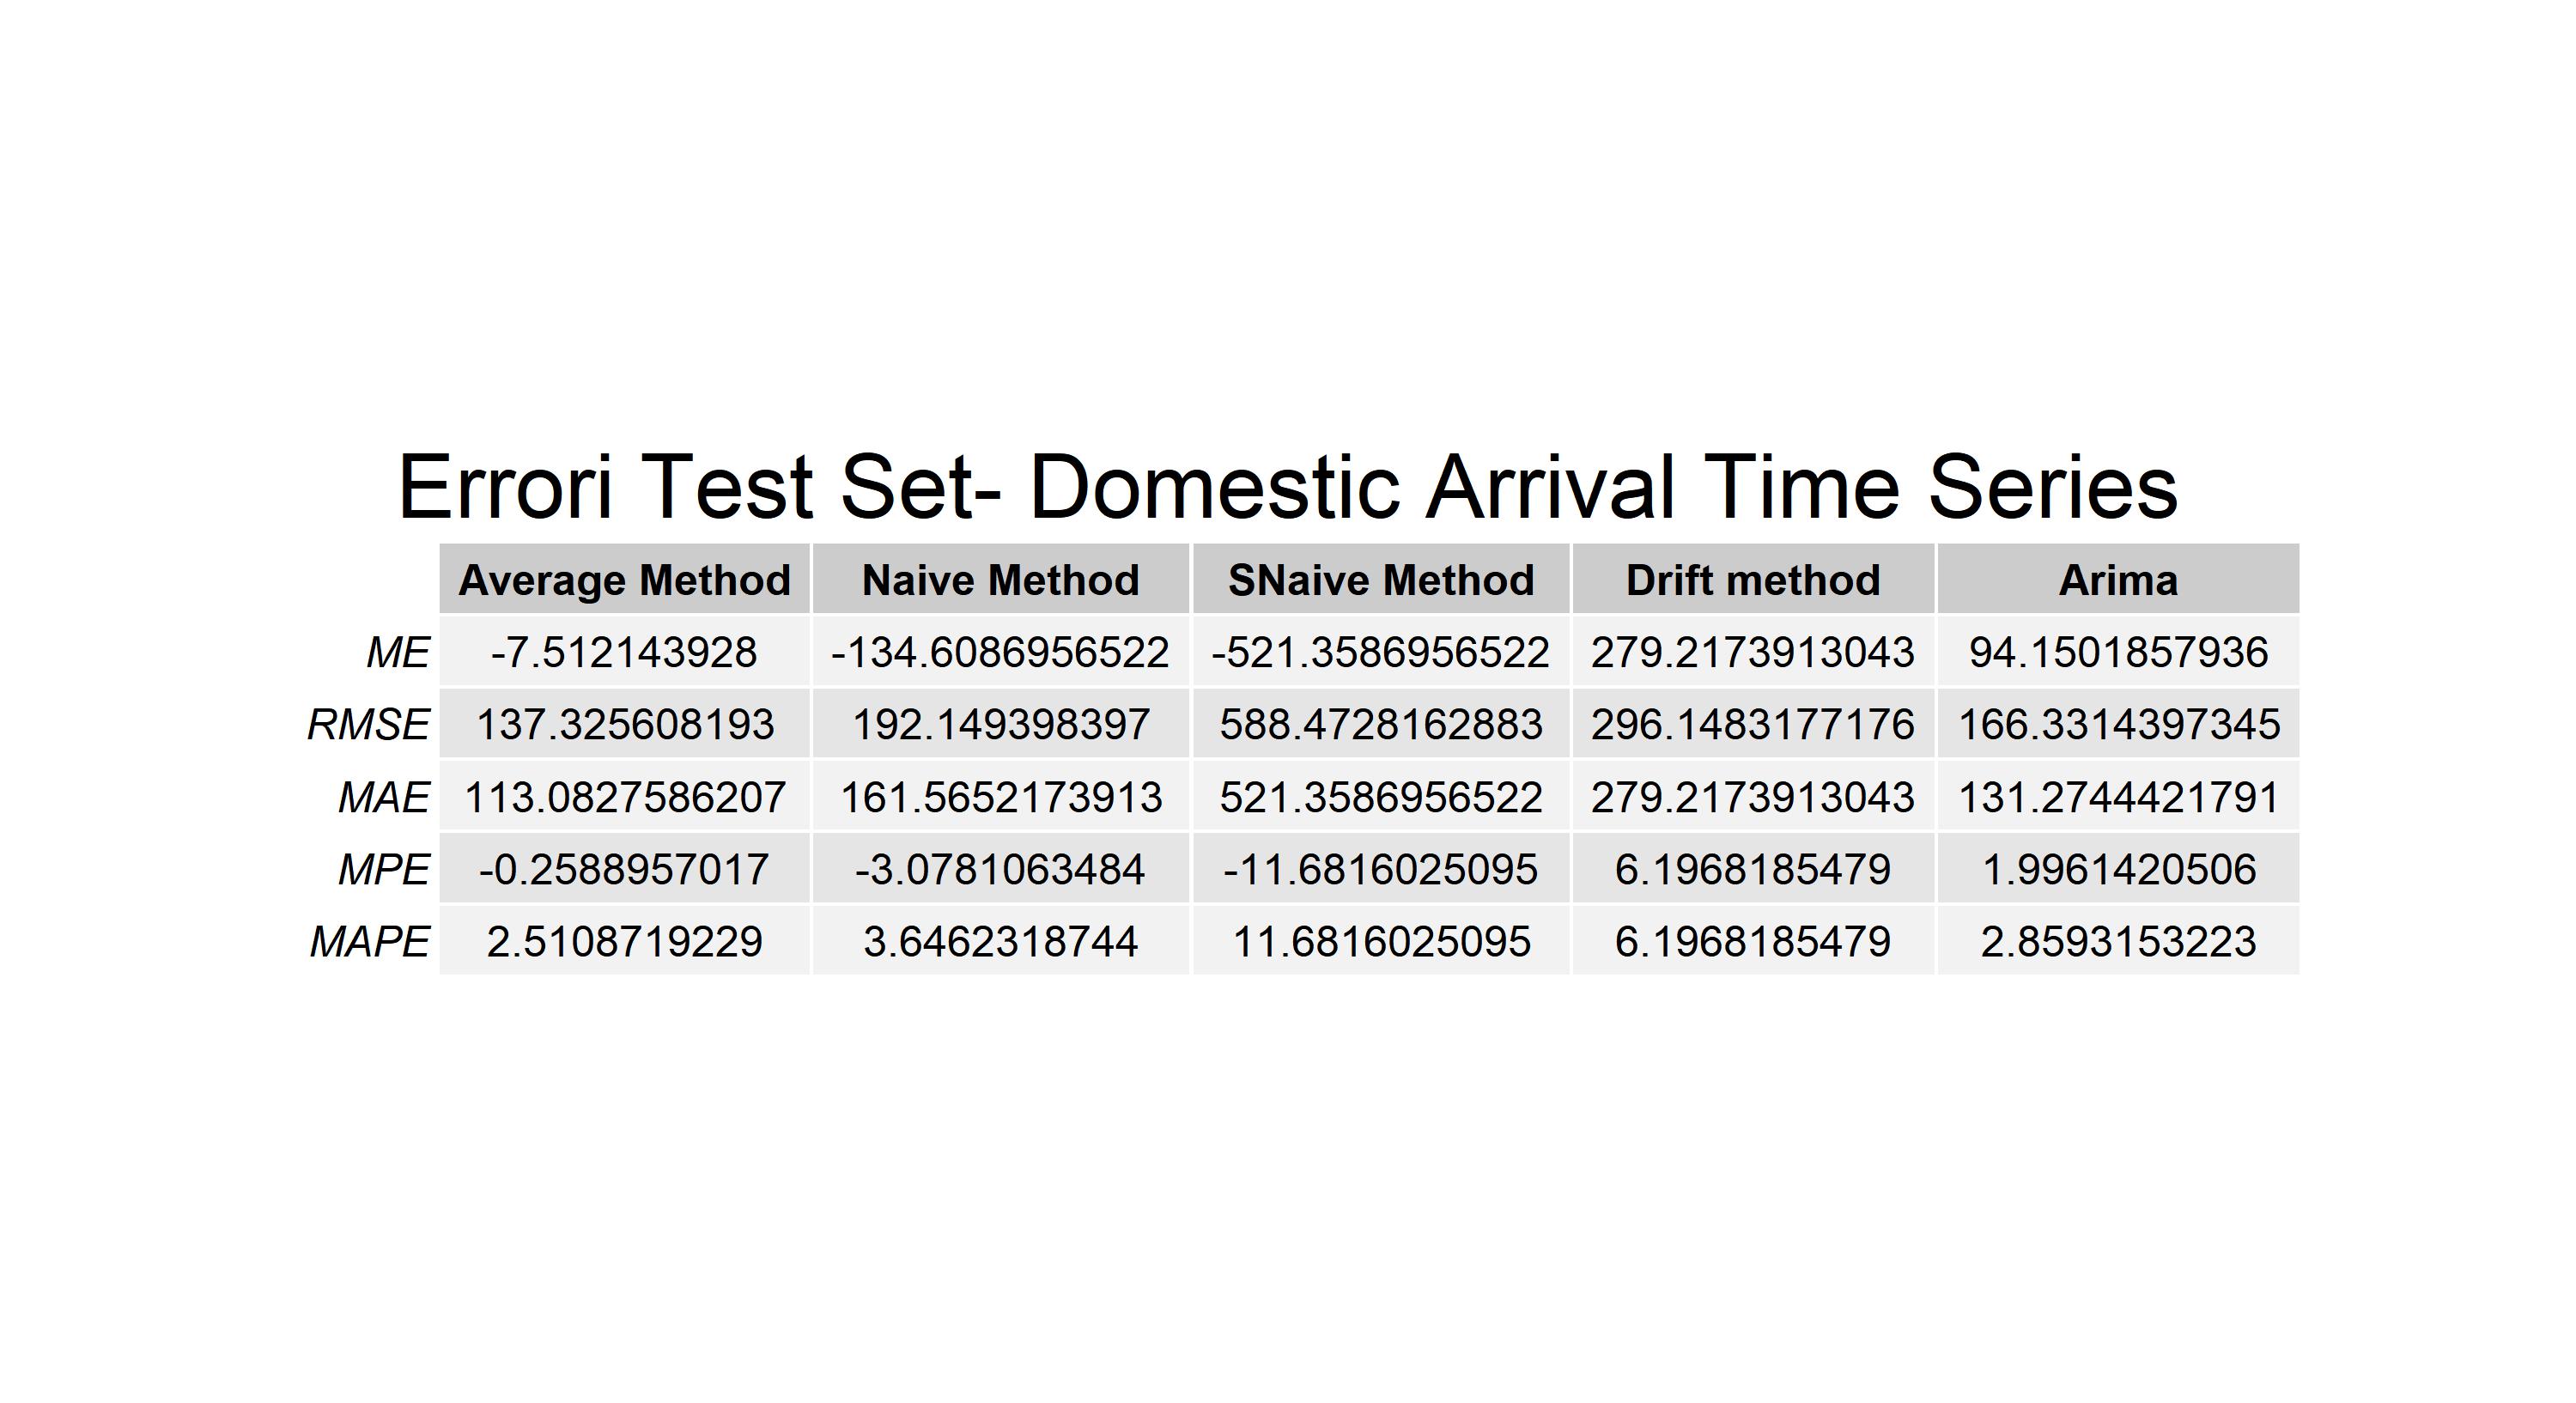 Errori Test Set- Domestic Arrival Time Series
Average Method Naive Method SNaive Method Drift method Arima
ME -7.512143928 -134.6086956522 -521.3586956522 279.2173913043 94.1501857936
RMSE 137.325608193 192.149398397 588.4728162883 296.1483177176 166.3314397345
MAE 113.0827586207 161.5652173913 521.3586956522 279.2173913043 131.2744421791
MPE -0.2588957017 -3.0781063484 -11.6816025095 6.1968185479 1.9961420506
MAPE 2.5108719229 3.6462318744 11.6816025095 6.1968185479 2.8593153223